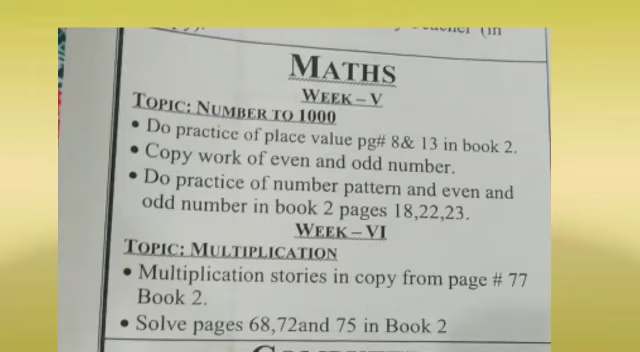 Teacher (in
MATHS
WEEK – V
TOPIC: NUMBER TO 1000
• Do practice of place value pg# 8& 13 in book 2.
• Copy work of even and odd number.
• Do practice of number pattern and even and
odd number in book 2 pages 18,22,23.
WEEK – VI
TOPIC: MULTIPLICATION
• Multiplication stories in copy from page # 77
Book 2.
• Solve pages 68,72and 75 in Book 2